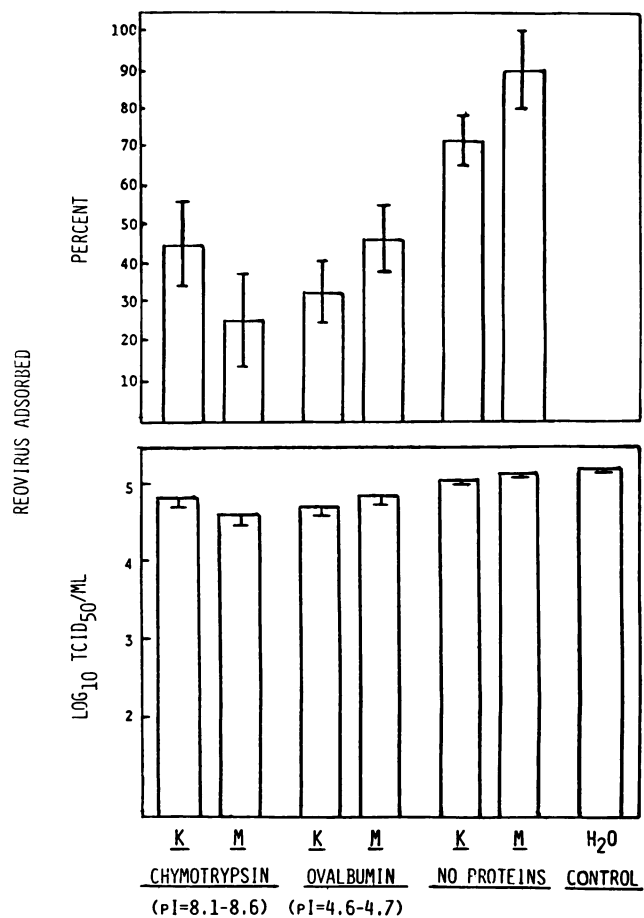 100
90
80
70
60
50
40
30
20
10
PERCENT
REOVIRUS ADSORBED
5
4
3
2
LOG10 TCID50/ML
K M K M K M H2O
CHYMOTRYPSIN OVALBUMIN NO PROTEINS CONTROL
(pI=8.1-8.6) (pI=4.6-4.7)